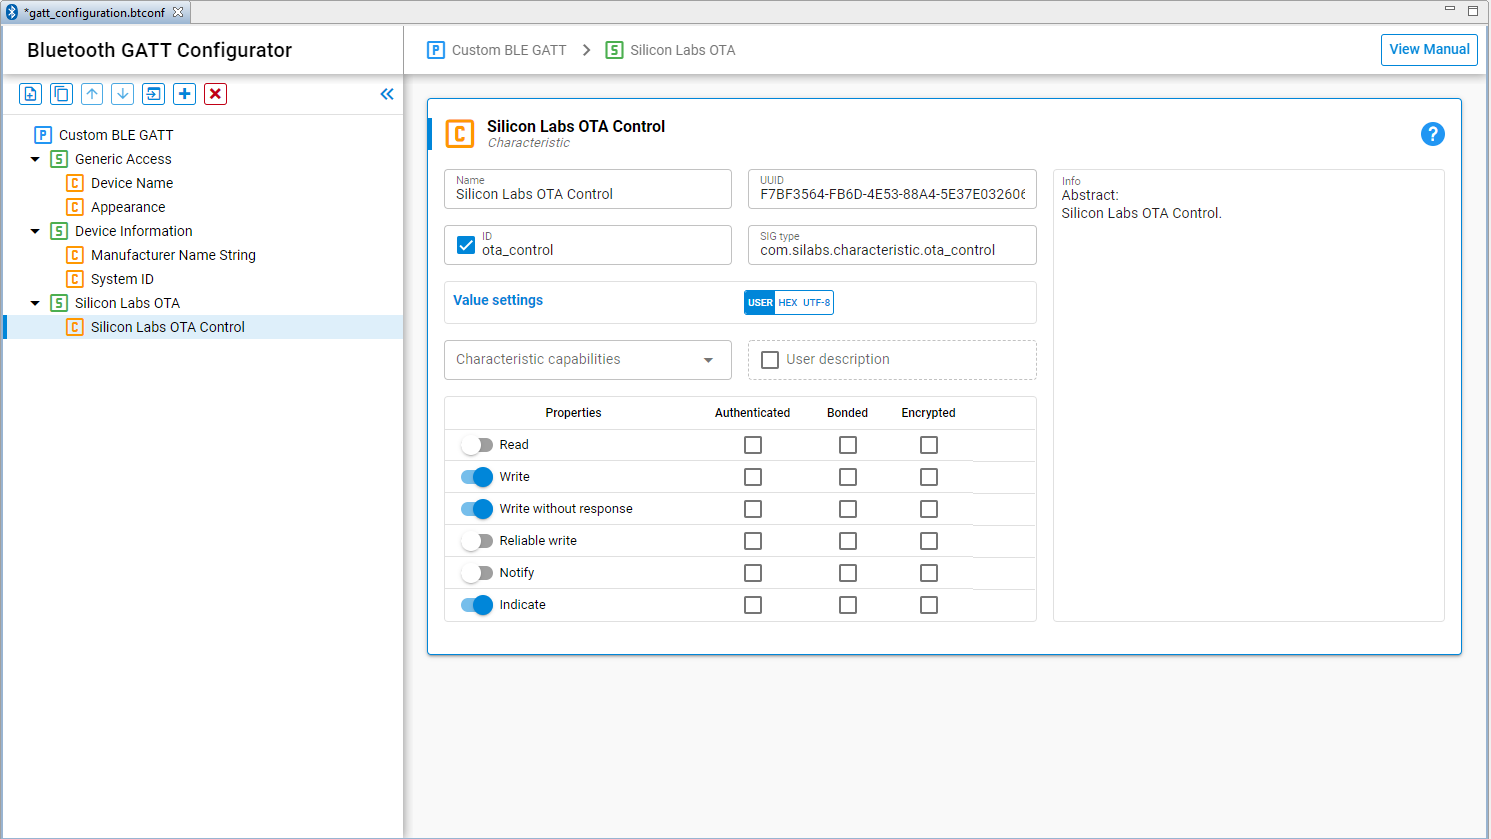 *gatt_configuration.btconf
Bluetooth GATT Configurator
P Custom BLE GATT
S Silicon Labs OTA
View Manual
P Custom BLE GATT
S Generic Access
C Device Name
C Appearance
S Device Information
C Manufacturer Name String
C System ID
S Silicon Labs OTA
C Silicon Labs OTA Control
C Silicon Labs OTA Control
Characteristic
?
Name
Silicon Labs OTA Control
UUID
F7BF3564-FB6D-4E53-88A4-5E37E032606
ID
ota_control
SIG type
com.silabs.characteristic.ota_control
Value settings
USER HEX UTF-8
Characteristic capabilities
User description
Properties Authenticated Bonded Encrypted
Read
Write
Write without response
Reliable write
Notify
Indicate
Info
Abstract:
Silicon Labs OTA Control.